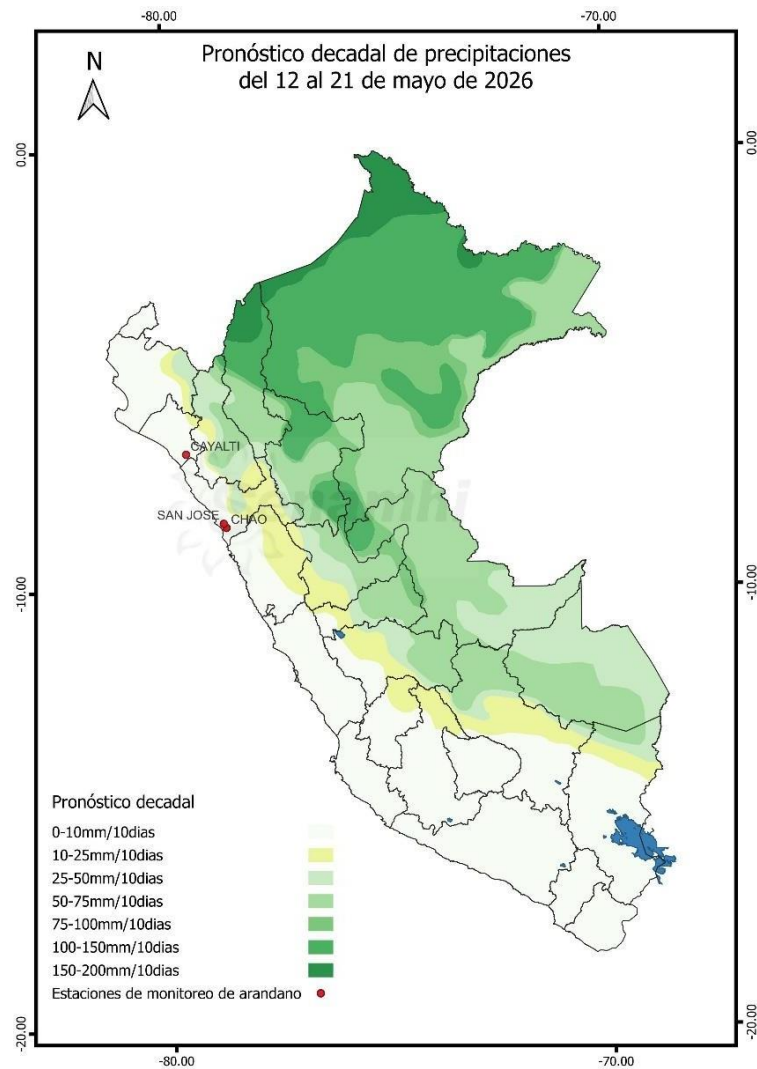 -80.00
-70.00
Pronóstico decadal de precipitaciones
del 12 al 21 de mayo de 2026
N
0.00
0.00
CAYALTI
SAN JOSE
CHAO
Senamhi
-10.00
-10.00
Pronóstico decadal
0-10mm/10dias
10-25mm/10dias
25-50mm/10dias
50-75mm/10dias
75-100mm/10dias
100-150mm/10dias
150-200mm/10dias
Estaciones de monitoreo de arandano
-20.00
-20.00
-80.00
-70.00